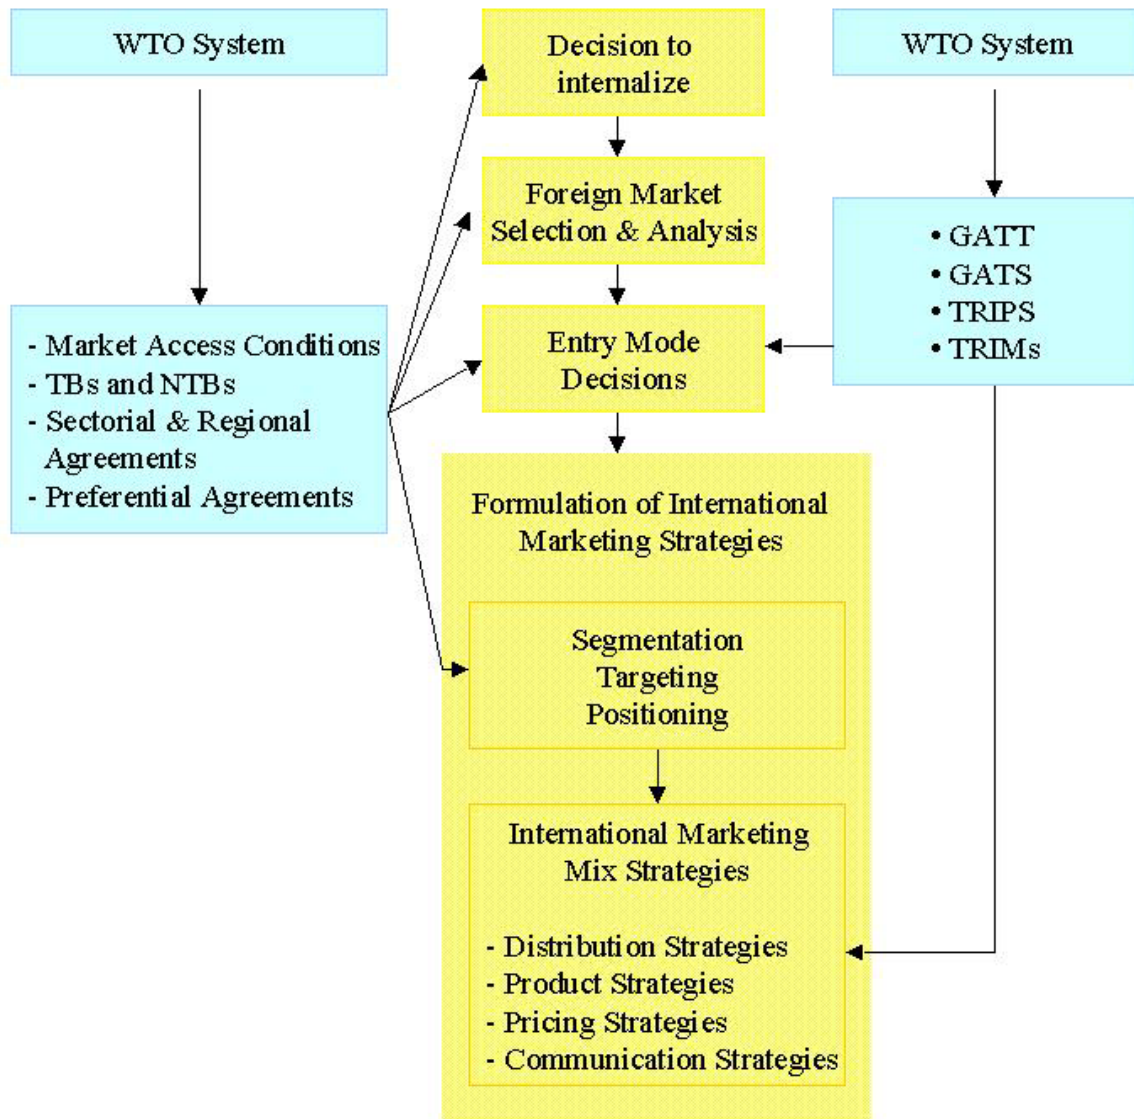 WTO System
Decision to
internalize
WTO System
Foreign Market
Selection & Analysis
• GATT
• GATS
• TRIPS
• TRIMs
- Market Access Conditions
- TBs and NTBs
- Sectorial & Regional
Agreements
- Preferential Agreements
Entry Mode
Decisions
Formulation of International
Marketing Strategies
Segmentation
Targeting
Positioning
International Marketing
Mix Strategies
- Distribution Strategies
- Product Strategies
- Pricing Strategies
- Communication Strategies